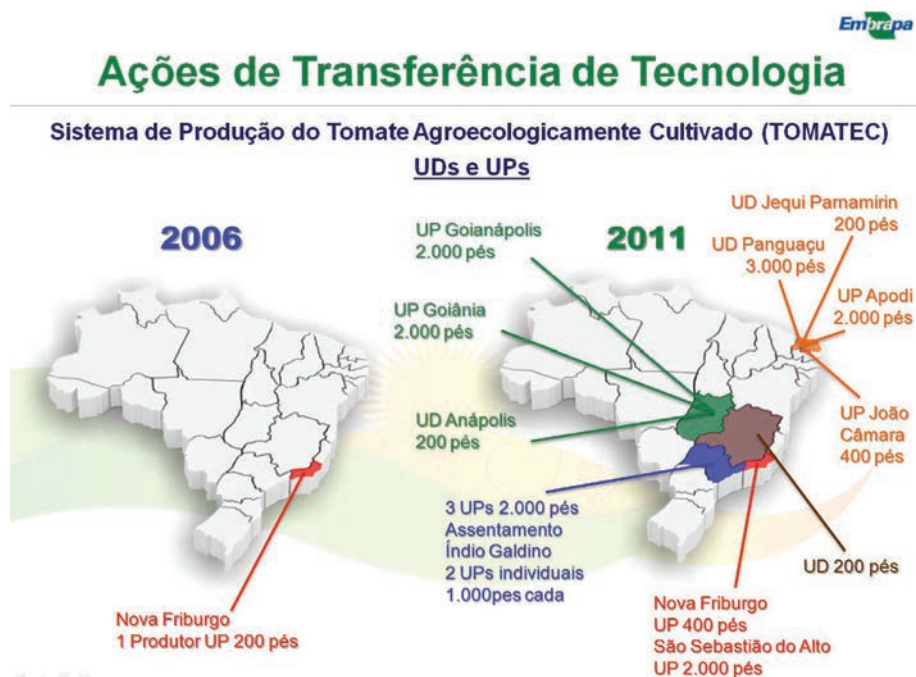 Embrapa
Ações de Transferência de Tecnologia
Sistema de Produção do Tomate Agroecologicamente Cultivado (TOMATEC)
UDs e UPs
2006
Nova Friburgo
1 Produtor UP 200 pés
2011
UP Goianápolis
2.000 pés
UP Goiânia
2.000 pés
UD Anápolis
200 pés
3 UPs 2.000 pés
Assentamento
Índio Galdino
2 UPs individuais
1.000pes cada
UD Jequi Parnamirin
200 pés
UD Panguaçu
3.000 pés
UP Apodi
2.000 pés
UP João
Câmara
400 pés
UD 200 pés
Nova Friburgo
UP 400 pés
São Sebastião do Alto
UP 2.000 pés